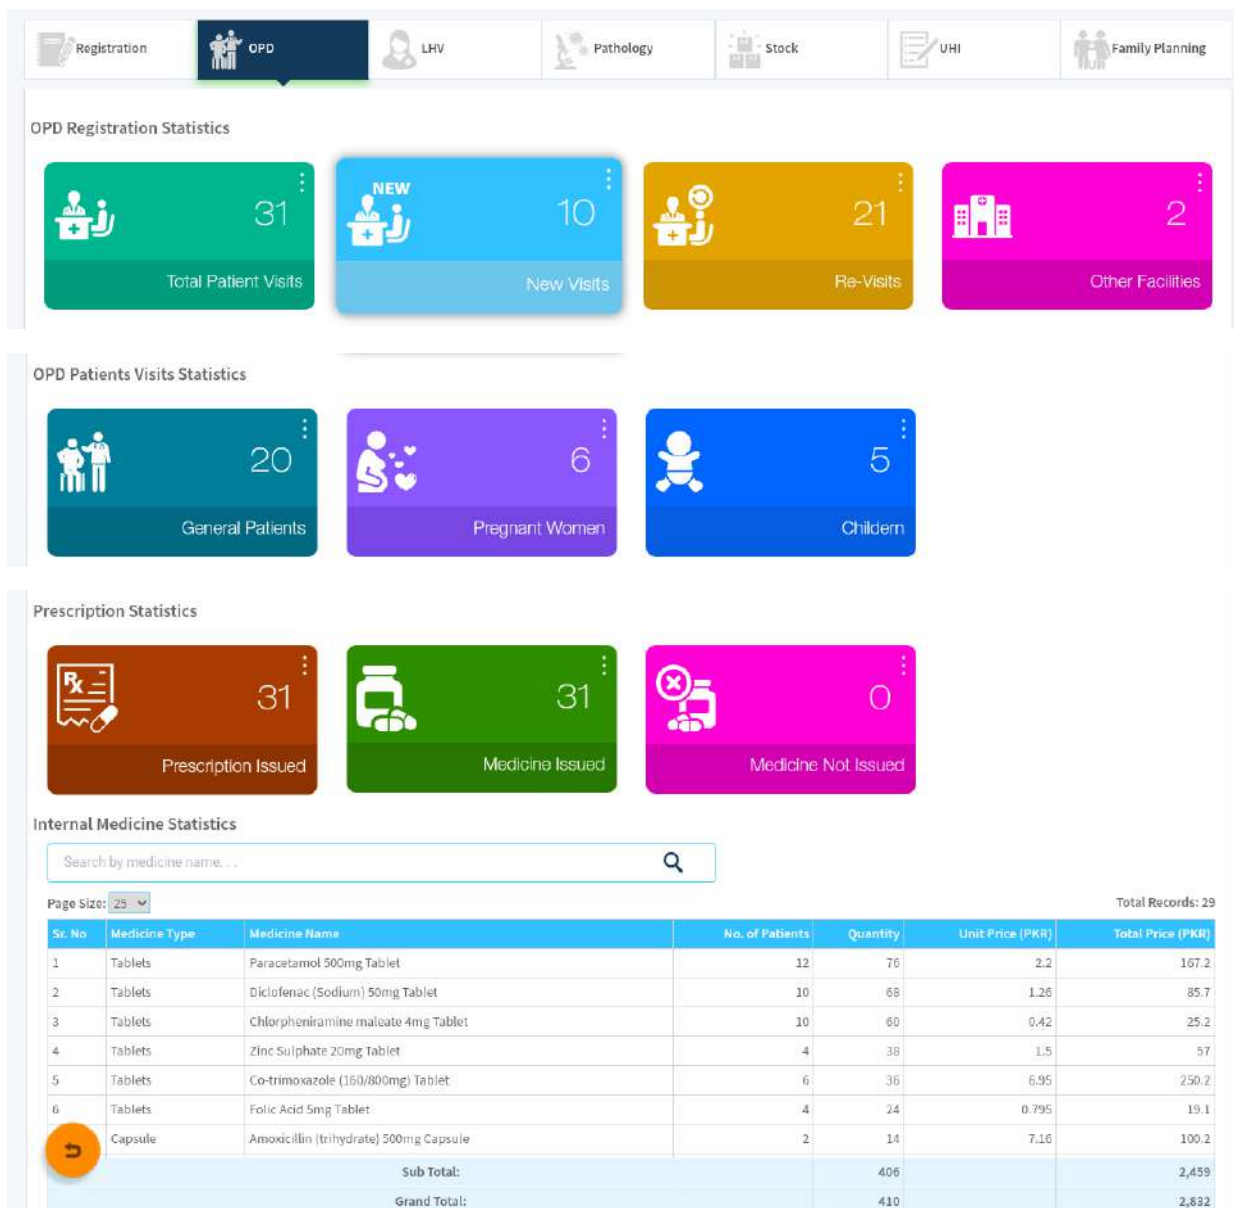 Registration OPD LHV Pathology Stock UHI Family Planning
OPD Registration Statistics
31 NEW 10 21 2
Total Patient Visits New Visits Re-Visits Other Facilities
OPD Patients Visits Statistics
20 6 5
General Patients Pregnant Women Childern
Prescription Statistics
Rx 31 31 0
Prescription Issued Medicine Issued Medicine Not Issued
Internal Medicine Statistics
Search by medicine name. . .
Page Size: 25 Total Records: 29
Sr. No Medicine Type Medicine Name No. of Patients Quantity Unit Price (PKR) Total Price (PKR)
1 Tablets Paracetamol 500mg Tablet 12 76 2.2 167.2
2 Tablets Diclofenac (Sodium) 50mg Tablet 10 68 1.26 85.7
3 Tablets Chlorpheniramine maleate 4mg Tablet 10 60 0.42 25.2
4 Tablets Zinc Sulphate 20mg Tablet 4 38 1.5 57
5 Tablets Co-trimoxazole (160/800mg) Tablet 6 36 6.95 250.2
6 Tablets Folic Acid 5mg Tablet 4 24 0.795 19.1
Capsule Amoxicillin (trihydrate) 500mg Capsule 2 14 7.16 100.2
Sub Total: 406 2,459
Grand Total: 410 2,832